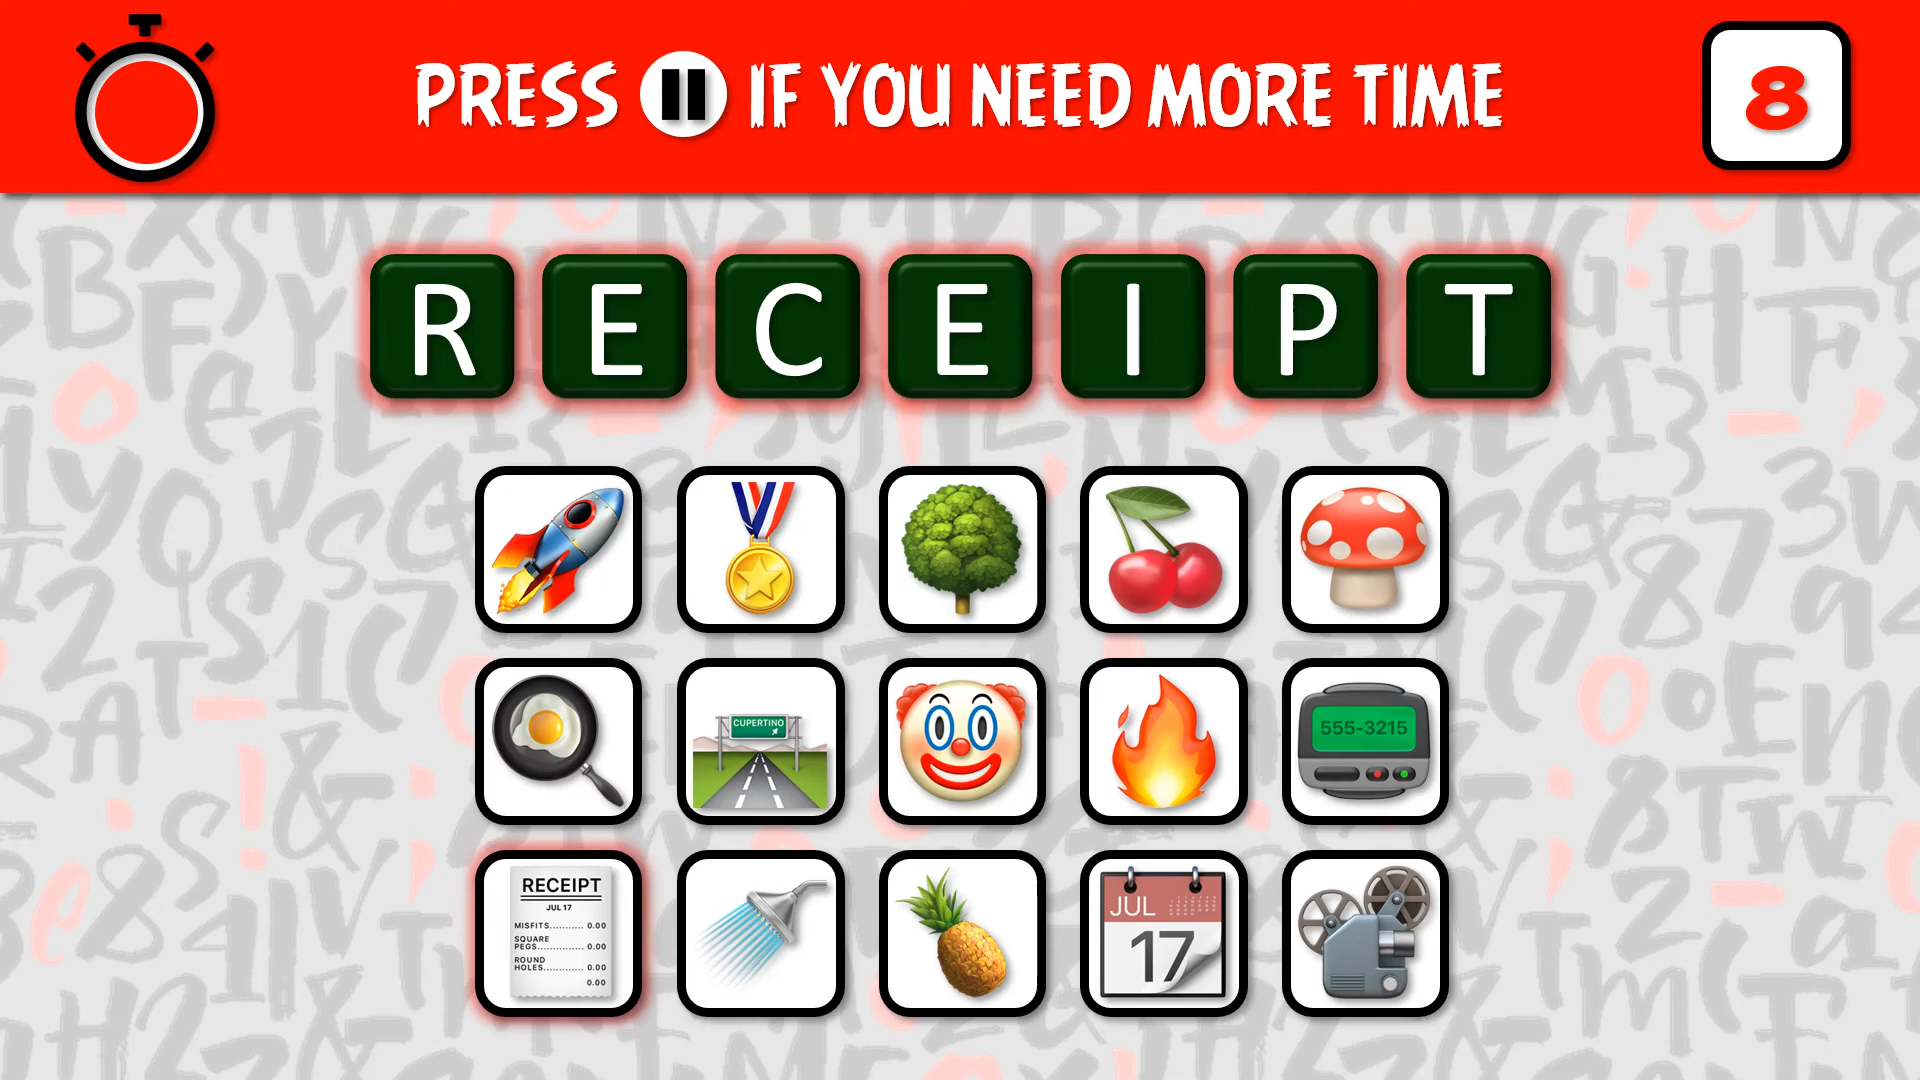 PRESS IF YOU NEED MORE TIME
8
RECEIPT
CUPERTINO
555-3215
RECEIPT
JUL 17
MISFITS........... 0.00
SQUARE
PEGS............... 0.00
ROUND
HOLES............. 0.00
0.00
JUL
17